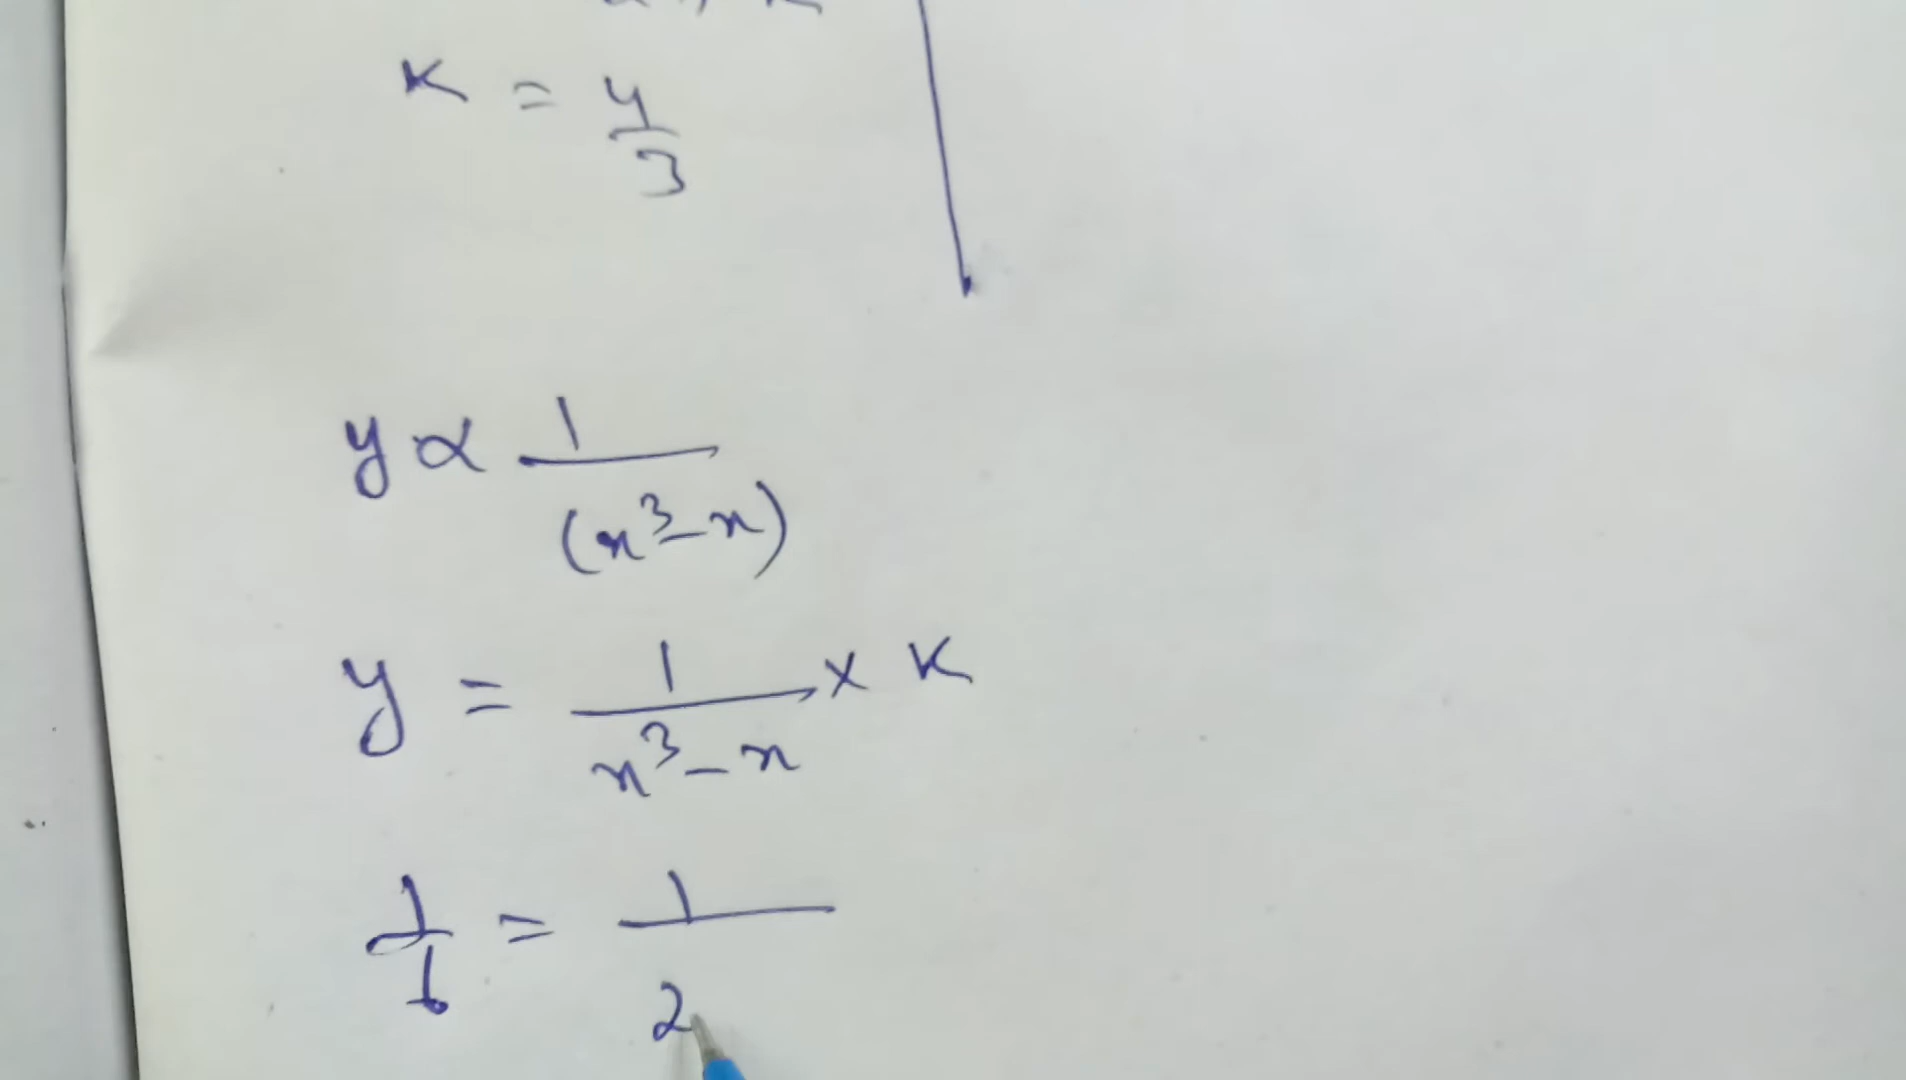 K = 4/3
y ∝ 1/(x³-x)
y = 1/x³-x × K
1/6 = 1/2